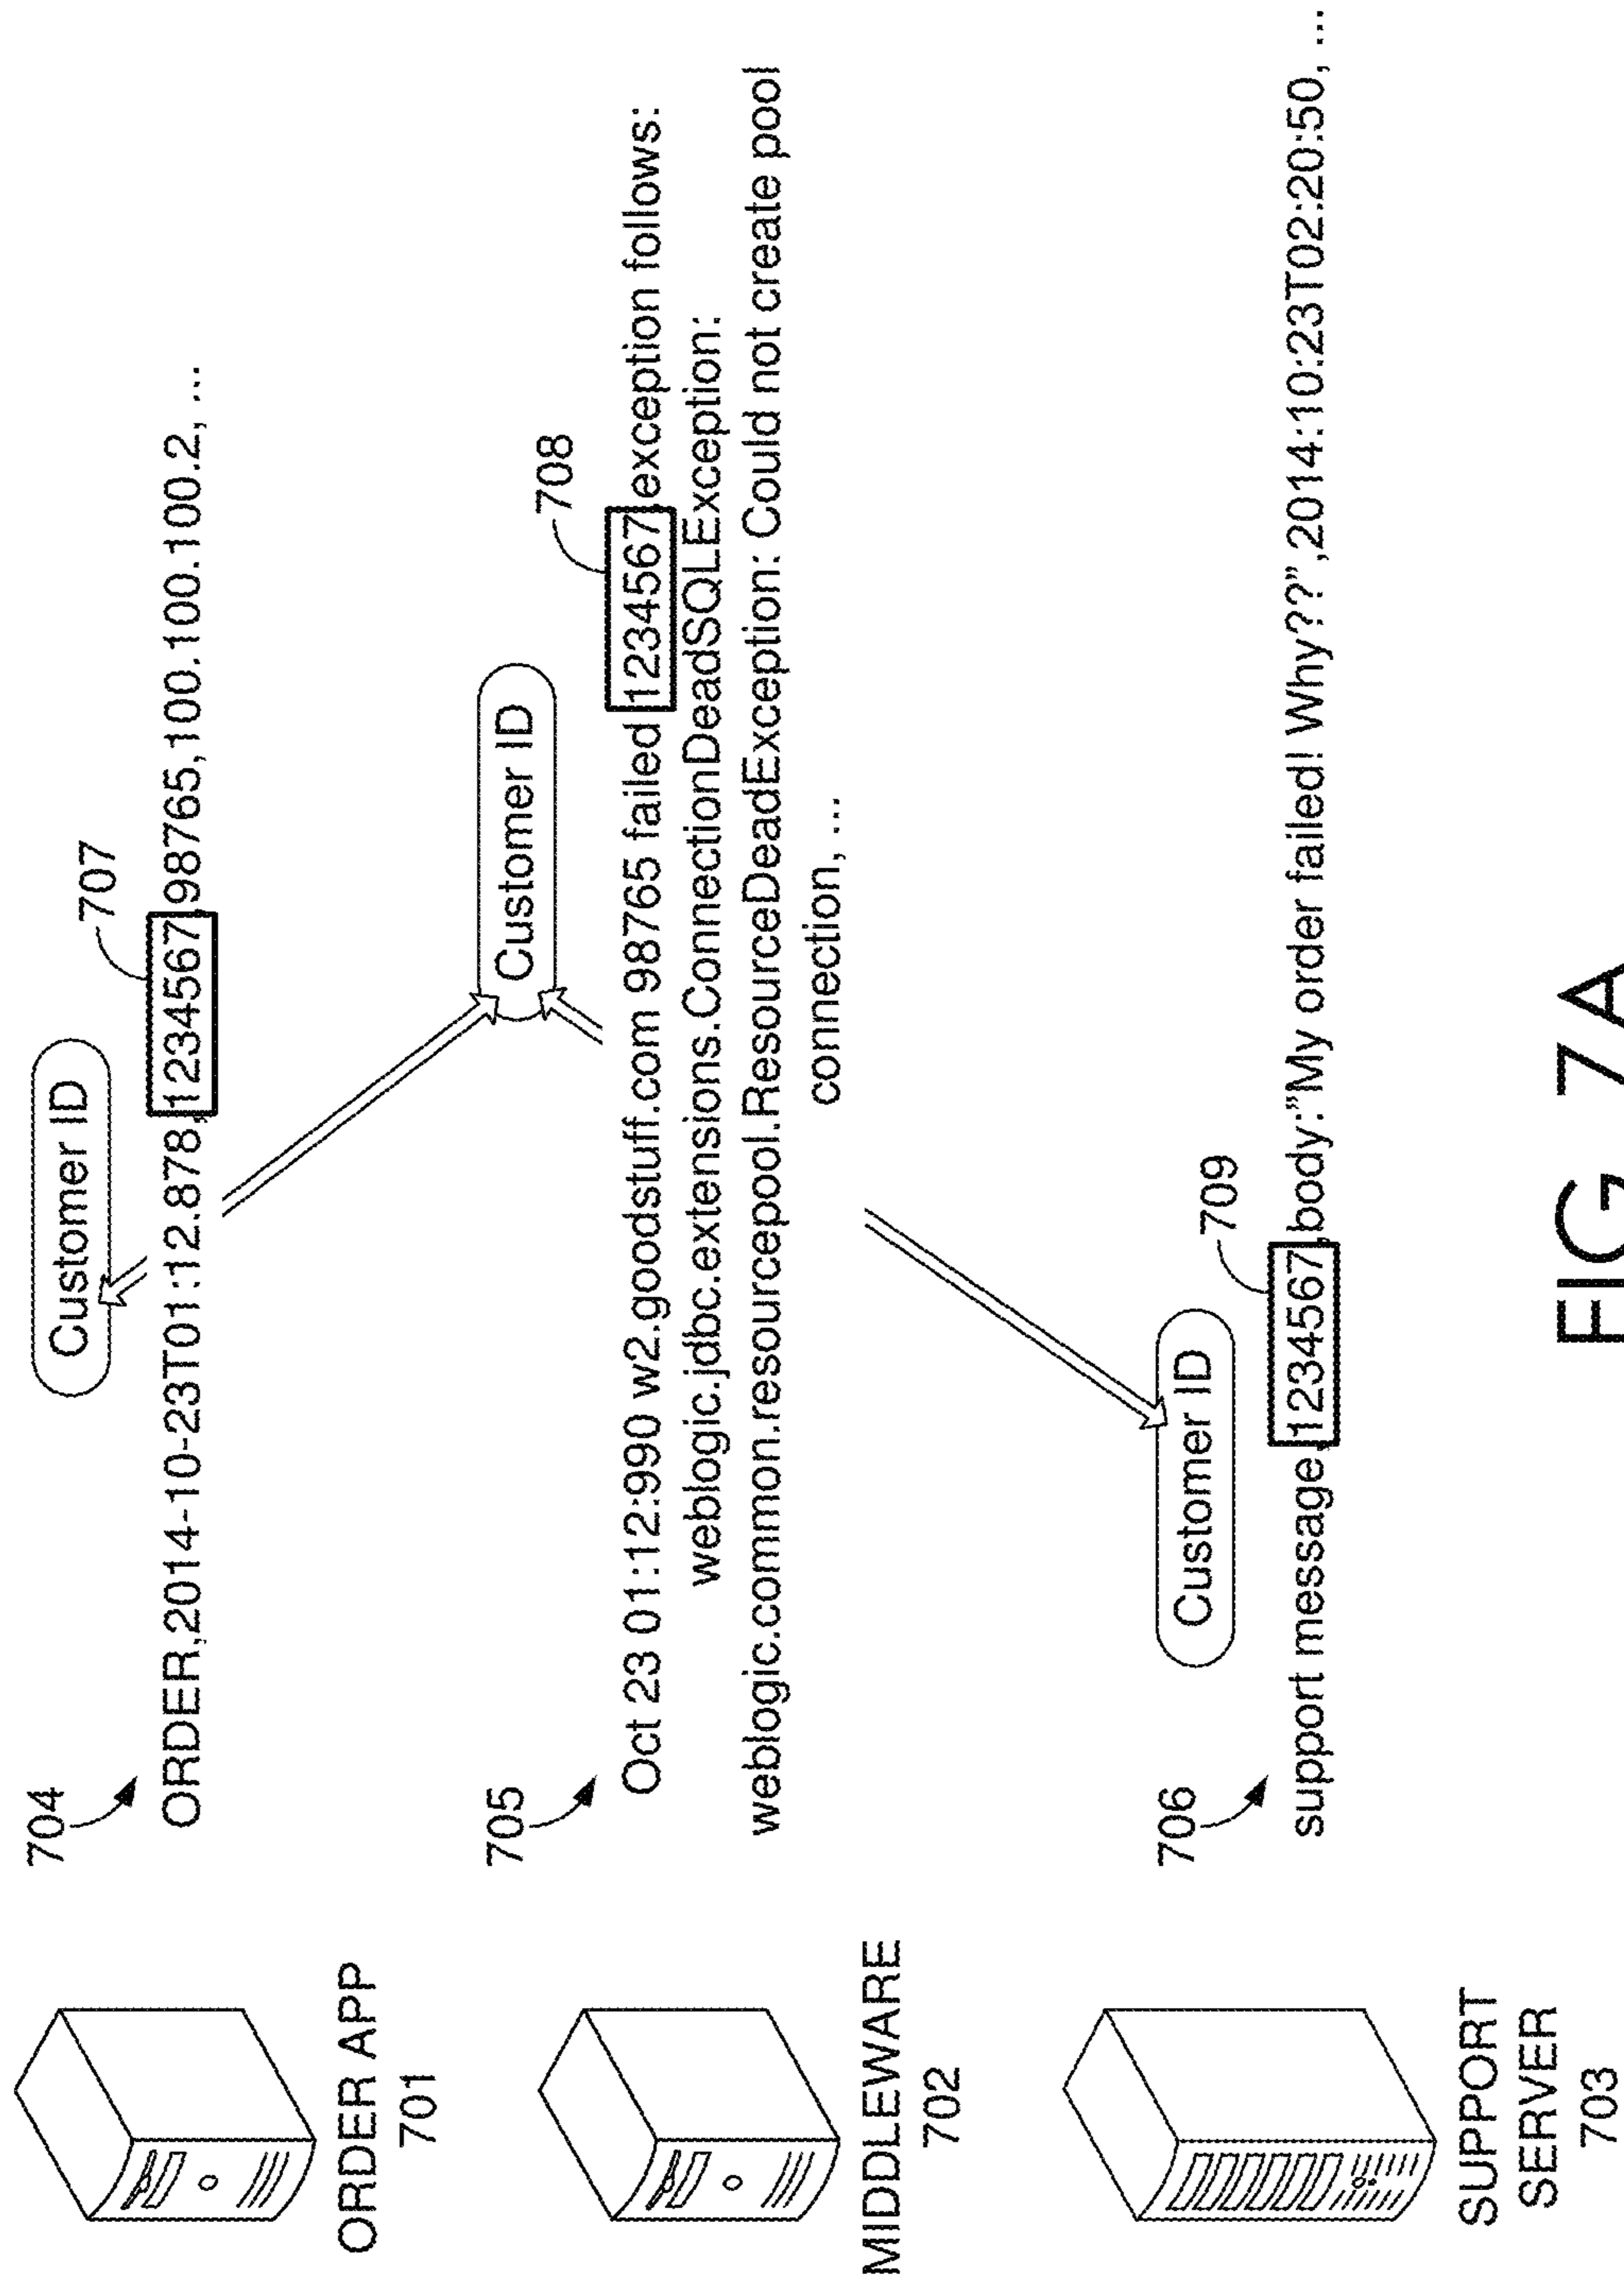 ORDER APP
701
704
Customer ID
707
ORDER,2014-10-23T01:12.878,1234567,98765,100.100.100.2, ...
MIDDLEWARE
702
705
Customer ID
708
Oct 23 01:12:990 w2.goodstuff.com 98765 failed 1234567,exception follows:
weblogic.jdbc.extensions.ConnectionDeadSQLException:
weblogic.common.resourcepool.ResourceDeadException: Could not create pool
connection, ...
SUPPORT
SERVER
703
706
Customer ID
709
support message,1234567,body:"My order failed! Why??",2014:10:23T02:20:50, ...
FIG. 7A